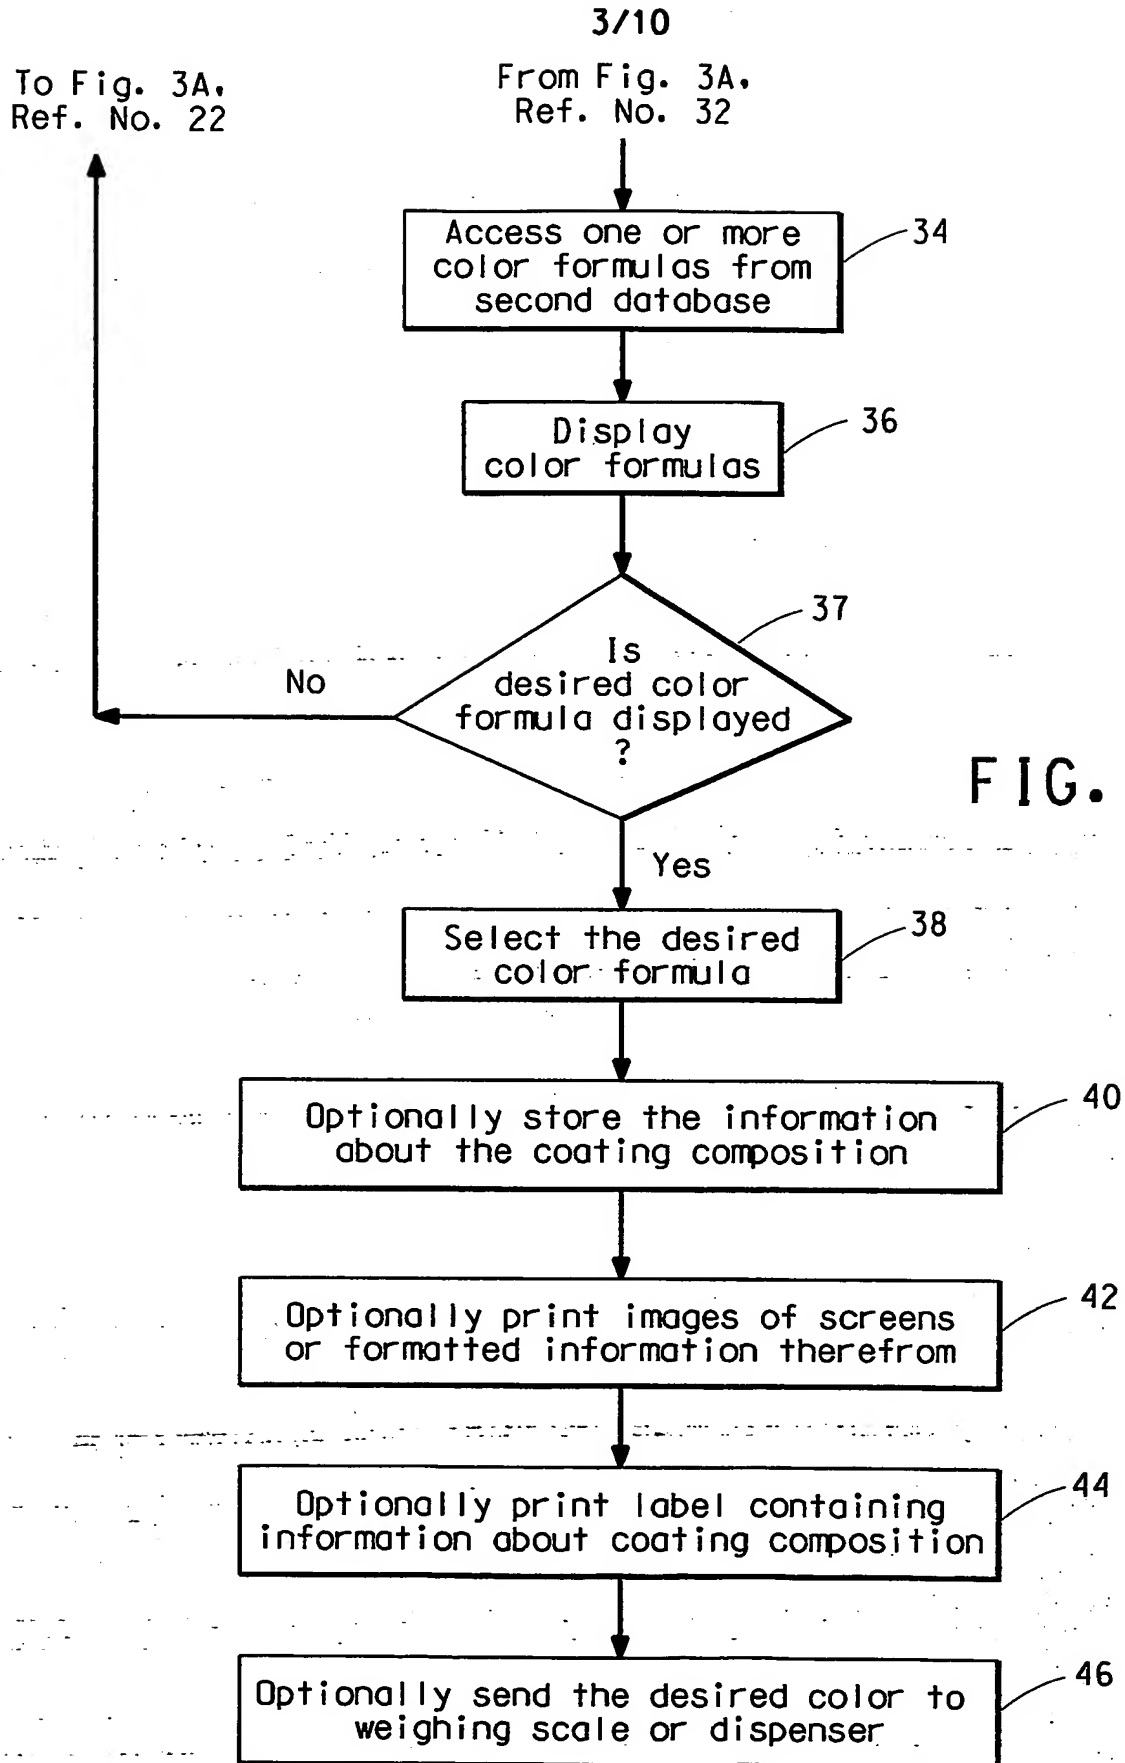 3/10
To Fig. 3A,
Ref. No. 22
From Fig. 3A,
Ref. No. 32
Access one or more
color formulas from
second database
34
Display
color formulas
36
Is
desired color
formula displayed
?
37
No
FIG.
Yes
Select the desired
color formula
38
Optionally store the information
about the coating composition
40
Optionally print images of screens
or formatted information therefrom
42
Optionally print label containing
information about coating composition
44
Optionally send the desired color to
weighing scale or dispenser
46